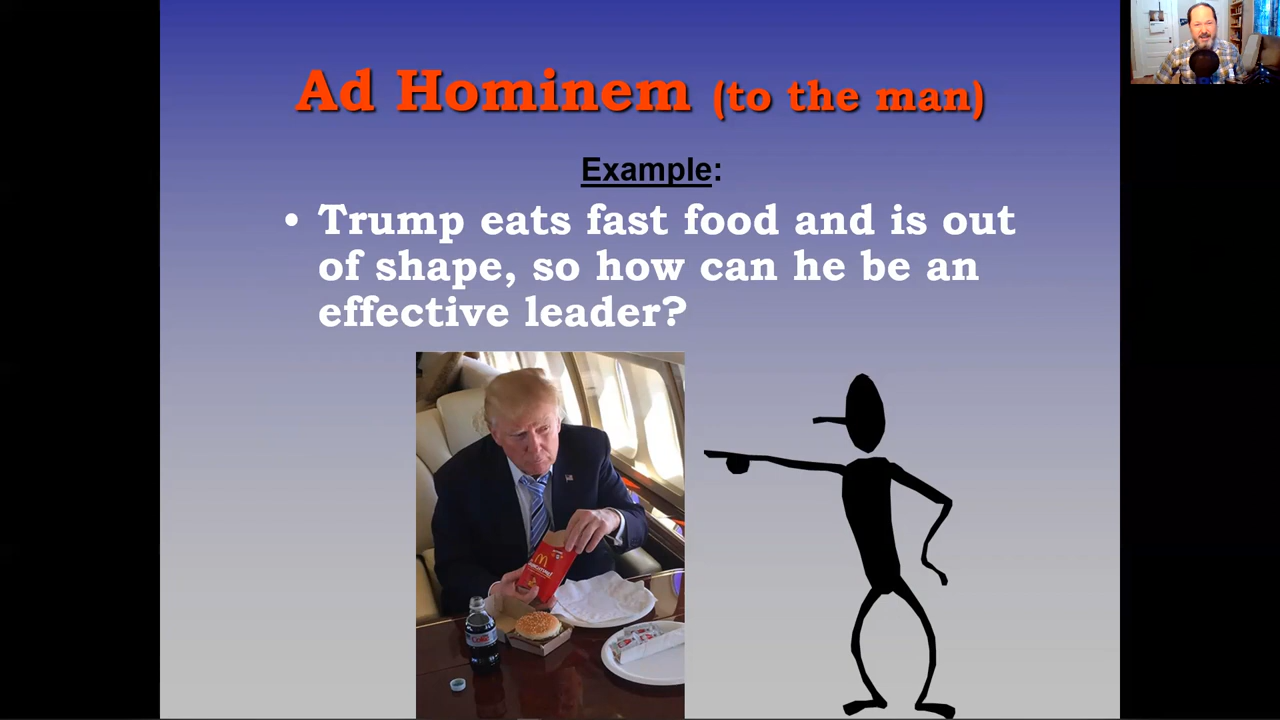 Ad Hominem (to the man)
Example:
• Trump eats fast food and is out
of shape, so how can he be an
effective leader?